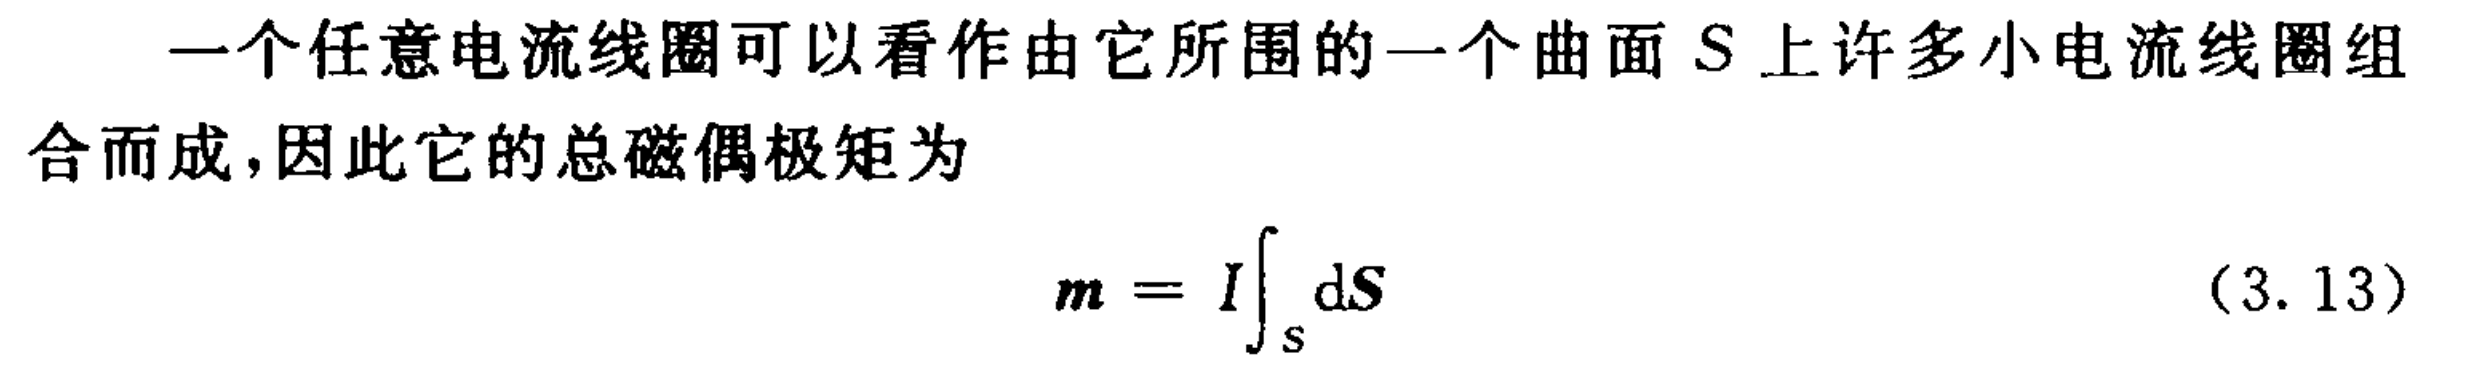 一个任意电流线圈可以看作由它所围的一个曲面 S 上许多小电流线圈组
合而成,因此它的总磁偶极矩为
m = I∫_S dS (3.13)